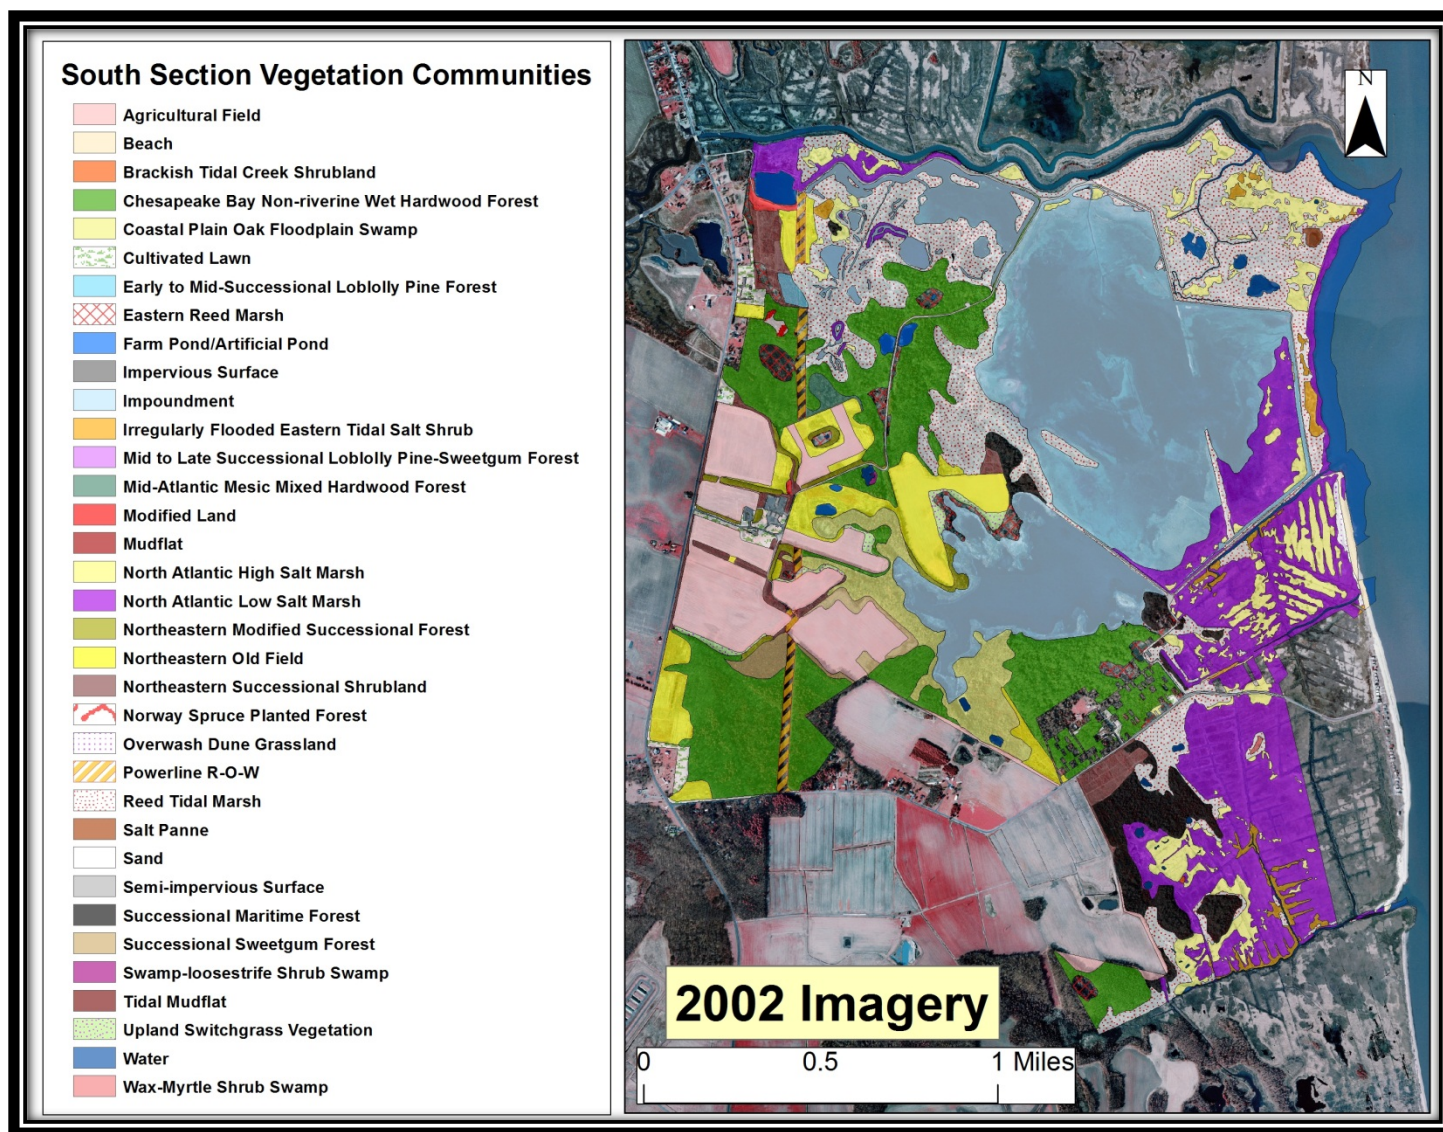 South Section Vegetation Communities
Agricultural Field
Beach
Brackish Tidal Creek Shrubland
Chesapeake Bay Non-riverine Wet Hardwood Forest
Coastal Plain Oak Floodplain Swamp
Cultivated Lawn
Early to Mid-Successional Loblolly Pine Forest
Eastern Reed Marsh
Farm Pond/Artificial Pond
Impervious Surface
Impoundment
Irregularly Flooded Eastern Tidal Salt Shrub
Mid to Late Successional Loblolly Pine-Sweetgum Forest
Mid-Atlantic Mesic Mixed Hardwood Forest
Modified Land
Mudflat
North Atlantic High Salt Marsh
North Atlantic Low Salt Marsh
Northeastern Modified Successional Forest
Northeastern Old Field
Northeastern Successional Shrubland
Norway Spruce Planted Forest
Overwash Dune Grassland
Powerline R-O-W
Reed Tidal Marsh
Salt Panne
Sand
Semi-impervious Surface
Successional Maritime Forest
Successional Sweetgum Forest
Swamp-loosestrife Shrub Swamp
Tidal Mudflat
Upland Switchgrass Vegetation
Water
Wax-Myrtle Shrub Swamp
N
2002 Imagery
0 0.5 1 Miles